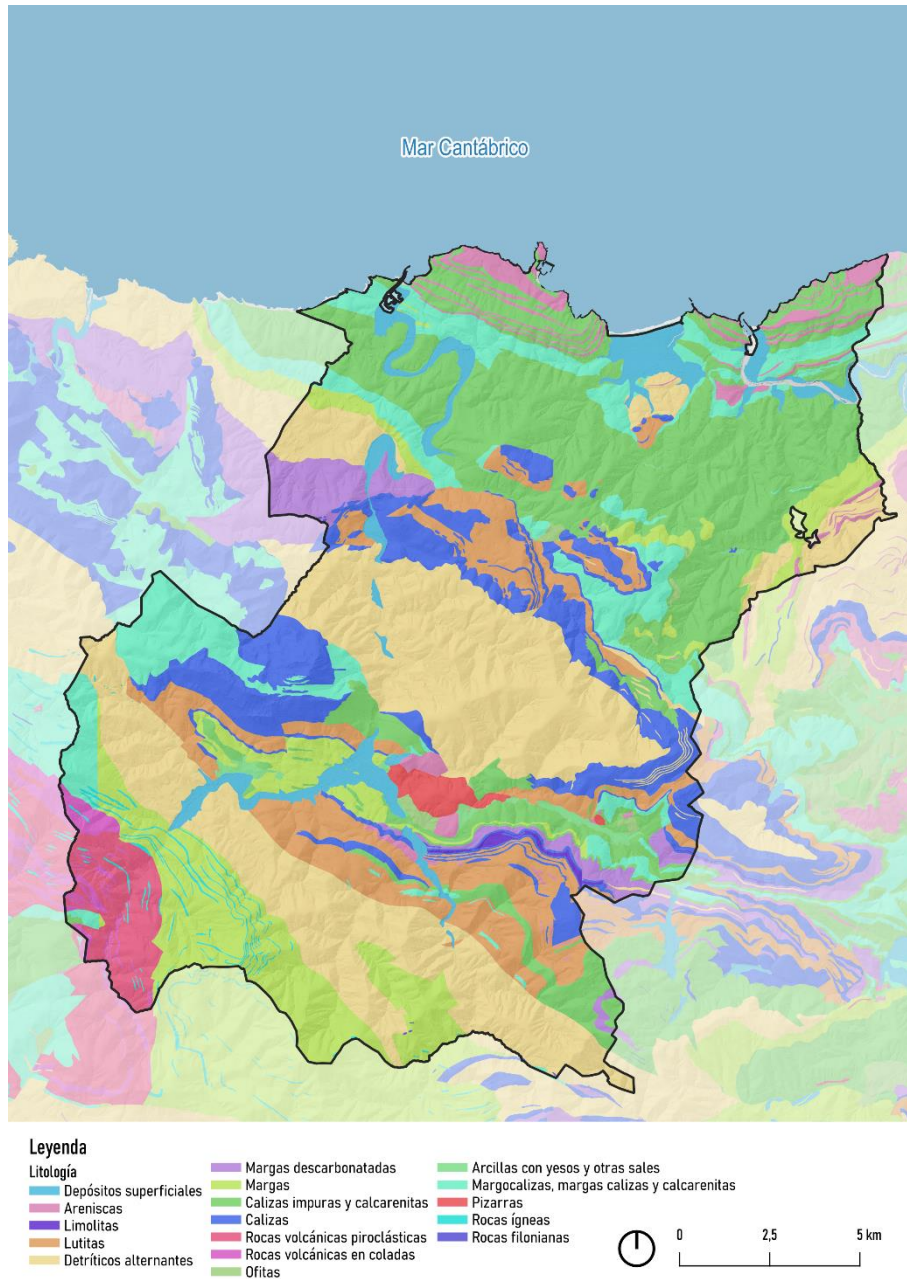 Mar Cantábrico
Leyenda
Litología
Depósitos superficiales
Areniscas
Limolitas
Lutitas
Detríticos alternantes
Margas descarbonatadas
Margas
Calizas impuras y calcarenitas
Calizas
Rocas volcánicas piroclásticas
Rocas volcánicas en coladas
Ofitas
Arcillas con yesos y otras sales
Margocalizas, margas calizas y calcarenitas
Pizarras
Rocas ígneas
Rocas filonianas
0 2,5 5 km